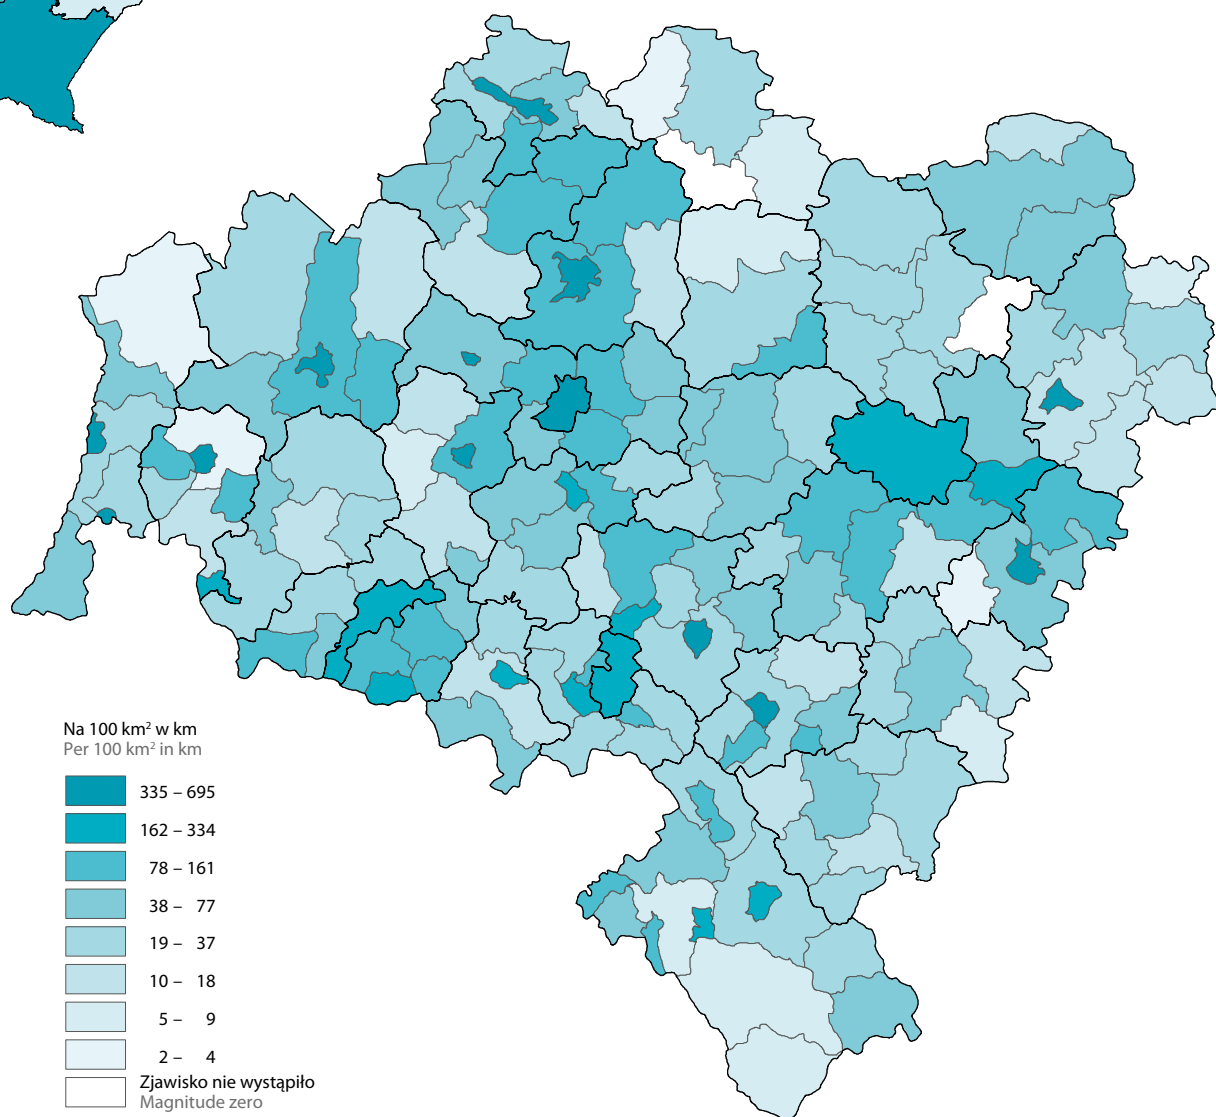 Na 100 km² w km
Per 100 km² in km
335 – 695
162 – 334
78 – 161
38 – 77
19 – 37
10 – 18
5 – 9
2 – 4
Zjawisko nie wystąpiło
Magnitude zero